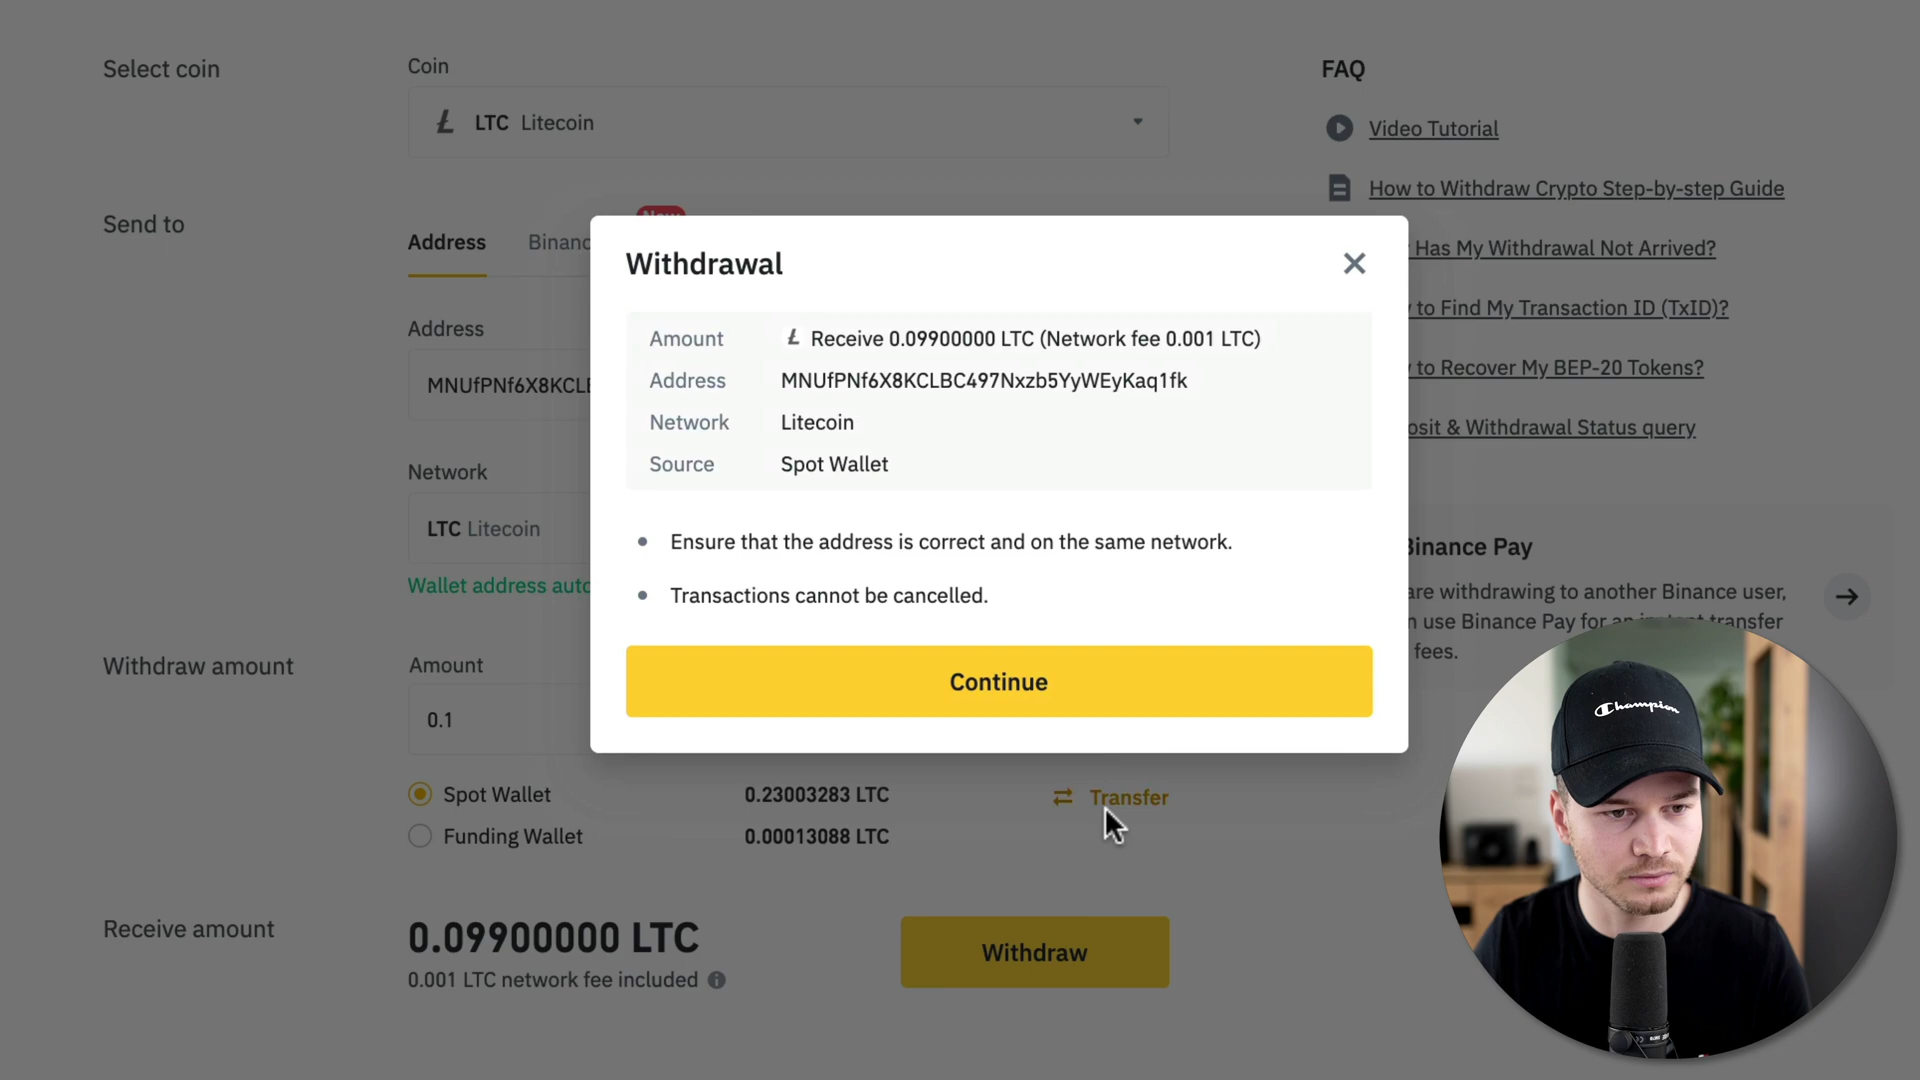 Select coin
Coin
LTC Litecoin
FAQ
Video Tutorial
How to Withdraw Crypto Step-by-step Guide
Has My Withdrawal Not Arrived?
to Find My Transaction ID (TxID)?
to Recover My BEP-20 Tokens?
& Withdrawal Status query
Send to
Address
Address
MNUfPNf6X8KCL
Network
LTC Litecoin
Wallet address
Withdrawal
Amount Receive 0.09900000 LTC (Network fee 0.001 LTC)
Address MNUfPNf6X8KCLBC497Nxzb5YyWEyKaq1fk
Network Litecoin
Source Spot Wallet
Ensure that the address is correct and on the same network.
Transactions cannot be cancelled.
Continue
Binance Pay
are withdrawing to another Binance user,
use Binance Pay for an instant transfer
fees.
Withdraw amount
Amount
0.1
Spot Wallet 0.23003283 LTC
Funding Wallet 0.00013088 LTC
Transfer
Receive amount
0.09900000 LTC
0.001 LTC network fee included
Withdraw
Champion